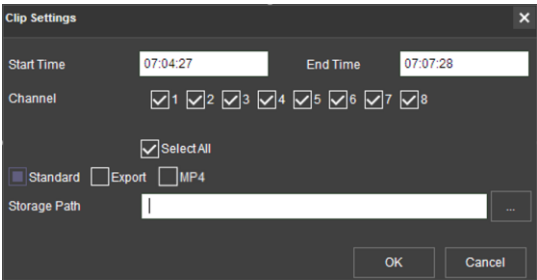 Clip Settings
Start Time 07:04:27 End Time 07:07:28
Channel 1 2 3 4 5 6 7 8
Select All
Standard Export MP4
Storage Path ...
OK Cancel